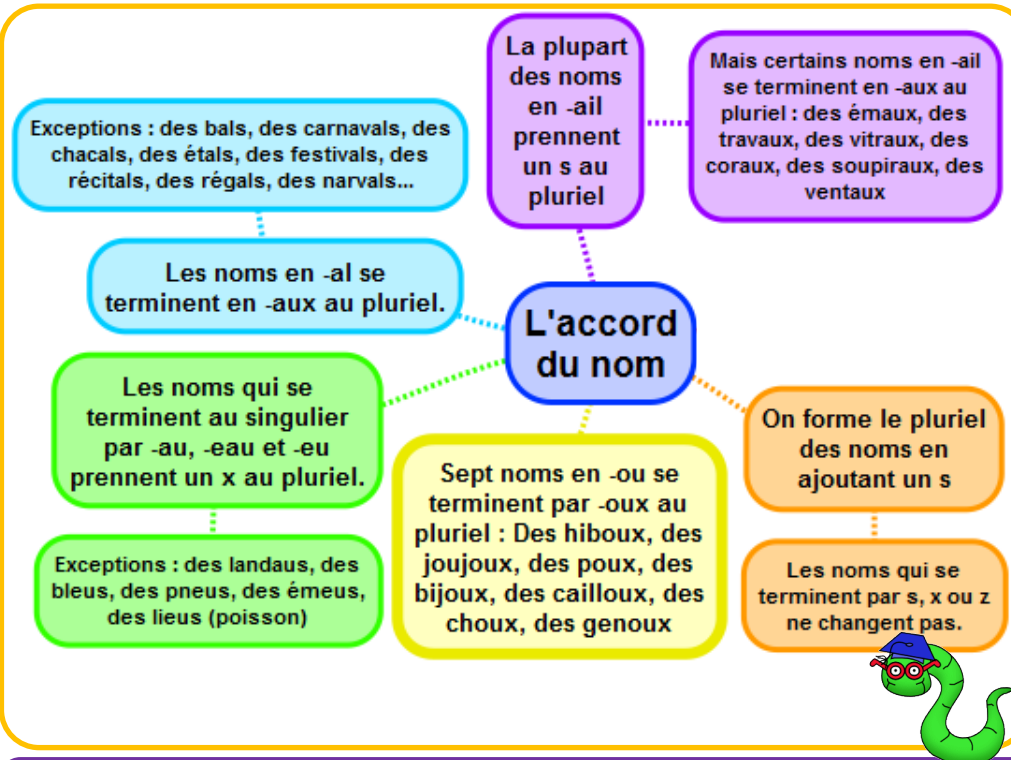 L'accord
du nom
La plupart
des noms
en -ail
prennent
un s au
pluriel
Mais certains noms en -ail
se terminent en -aux au
pluriel : des émaux, des
travaux, des vitraux, des
coraux, des soupiraux, des
ventaux
Exceptions : des bals, des carnavals, des
chacals, des étals, des festivals, des
récitals, des régals, des narvals...
Les noms en -al se
terminent en -aux au pluriel.
Les noms qui se
terminent au singulier
par -au, -eau et -eu
prennent un x au pluriel.
Exceptions : des landaus, des
bleus, des pneus, des émeus,
des lieus (poisson)
Sept noms en -ou se
terminent par -oux au
pluriel : Des hiboux, des
joujoux, des poux, des
bijoux, des cailloux, des
choux, des genoux
On forme le pluriel
des noms en
ajoutant un s
Les noms qui se
terminent par s, x ou z
ne changent pas.